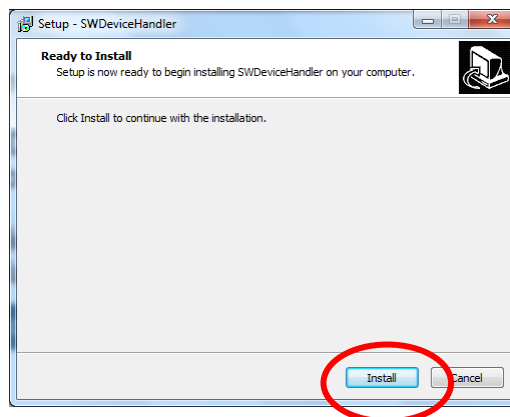 Setup - SWDeviceHandler
Ready to Install
Setup is now ready to begin installing SWDeviceHandler on your computer.
Click Install to continue with the installation.
Install
Cancel